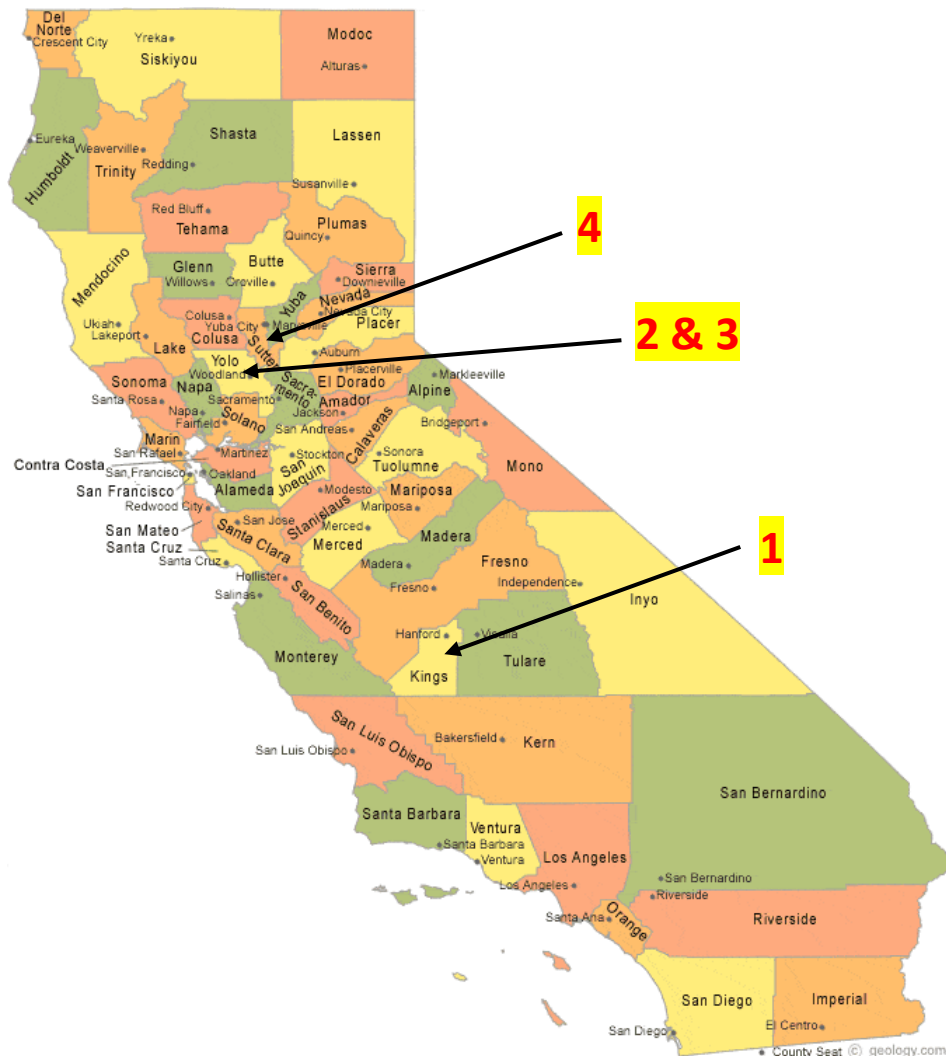 Del
Norte
Crescent City
Yreka
Siskiyou
Modoc
Alturas
Eureka
Humboldt
Weaverville
Trinity
Shasta
Redding
Lassen
Susanville
Red Bluff
Tehama
Plumas
Quincy
4
Mendocino
Glenn
Willows
Butte
Oroville
Sierra
Downieville
Yuba
Nevada
Nevada City
Ukiah
Lakeport
Lake
Colusa
Colusa
Yuba City
Marysville
Sutter
Placer
Auburn
2 & 3
Sonoma
Santa Rosa
Napa
Napa
Yolo
Woodland
Sacramento
Sacra-
mento
Placerville
El Dorado
Amador
Jackson
Alpine
Markleeville
Solano
Fairfield
San Andreas
Calaveras
Bridgeport
Mono
Marin
San Rafael
Martinez
Contra Costa
San Francisco
Oakland
San Francisco
Alameda
Stockton
San
Joaquin
Sonora
Tuolumne
Redwood City
San Mateo
San Jose
Santa Clara
Santa Cruz
Santa Cruz
Modesto
Stanislaus
Mariposa
Mariposa
Merced
Merced
Madera
Madera
Fresno
Fresno
Independence
1
Inyo
Hollister
San Benito
Salinas
Monterey
Hanford
Kings
Visalia
Tulare
San Luis Obispo
San Luis Obispo
Bakersfield
Kern
San Bernardino
Santa Barbara
Santa Barbara
Ventura
Ventura
Los Angeles
Los Angeles
San Bernardino
Riverside
Riverside
Santa Ana
Orange
San Diego
San Diego
Imperial
El Centro
County Seat © geology.com